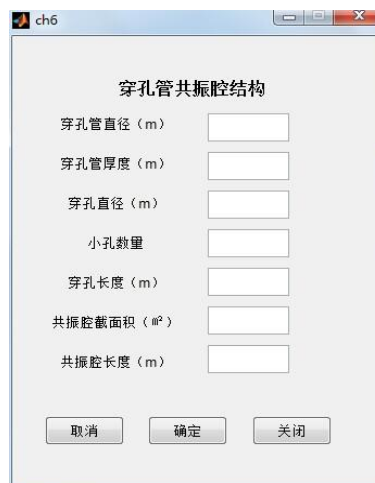 ch6
穿孔管共振腔结构
穿孔管直径（m）
穿孔管厚度（m）
穿孔直径（m）
小孔数量
穿孔长度（m）
共振腔截面积（㎡）
共振腔长度（m）
取消 确定 关闭